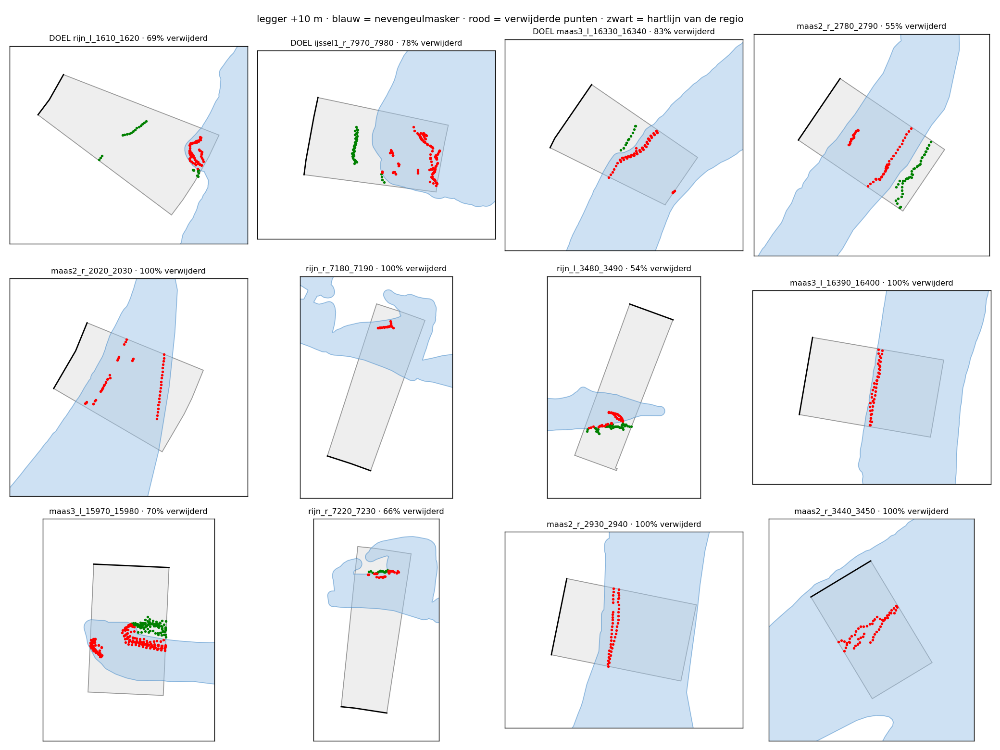 legger +10 m · blauw = nevengeulmasker · rood = verwijderde punten · zwart = hartlijn van de regio
DOEL rijn_l_1610_1620 · 69% verwijderd
DOEL ijssel1_r_7970_7980 · 78% verwijderd
DOEL maas3_l_16330_16340 · 83% verwijderd
maas2_r_2780_2790 · 55% verwijderd
maas2_r_2020_2030 · 100% verwijderd
rijn_r_7180_7190 · 100% verwijderd
rijn_l_3480_3490 · 54% verwijderd
maas3_l_16390_16400 · 100% verwijderd
maas3_l_15970_15980 · 70% verwijderd
rijn_r_7220_7230 · 66% verwijderd
maas2_r_2930_2940 · 100% verwijderd
maas2_r_3440_3450 · 100% verwijderd